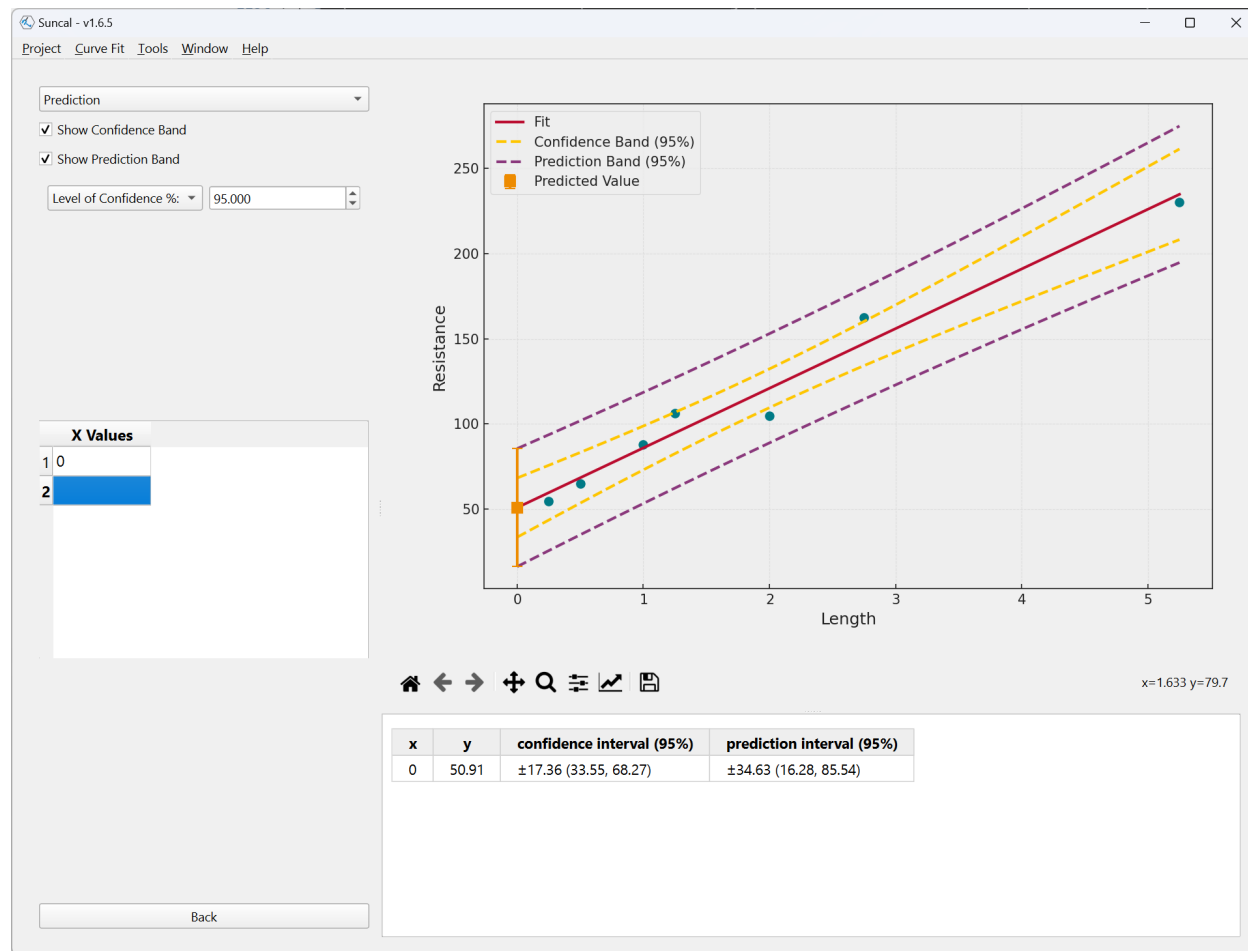 Suncal - v1.6.5
Project Curve Fit Tools Window Help
Prediction
Show Confidence Band
Show Prediction Band
Level of Confidence %: 95.000
X Values
1 0
2
Fit
Confidence Band (95%)
Prediction Band (95%)
Predicted Value
250
200
150
100
50
Resistance
0 1 2 3 4 5
Length
x=1.633 y=79.7
x y confidence interval (95%) prediction interval (95%)
0 50.91 ±17.36 (33.55, 68.27) ±34.63 (16.28, 85.54)
Back